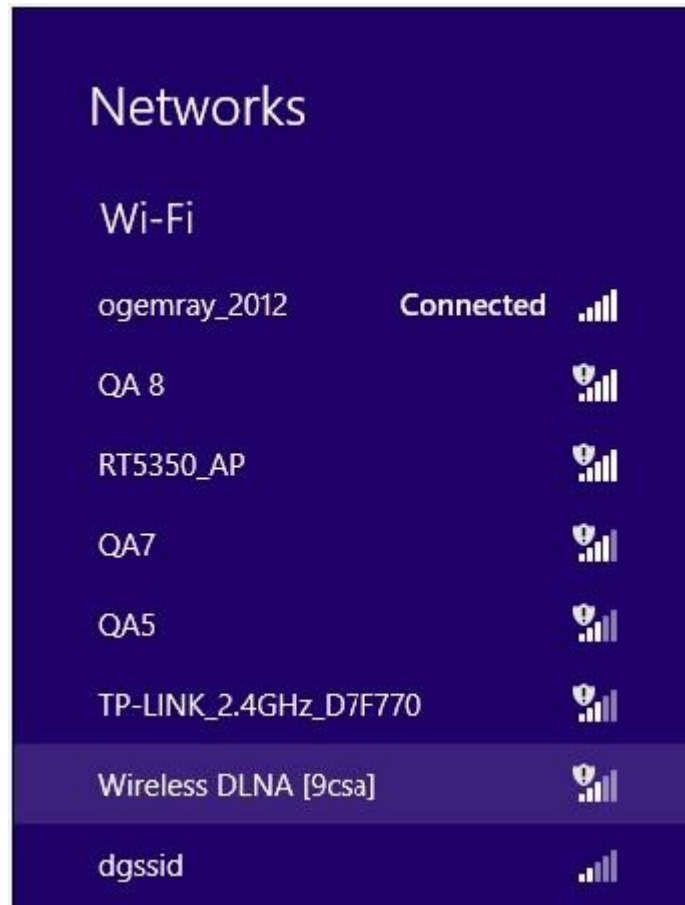 Networks
Wi-Fi
ogemray_2012 Connected
QA 8
RT5350_AP
QA7
QA5
TP-LINK_2.4GHz_D7F770
Wireless DLNA [9csa]
dgssid